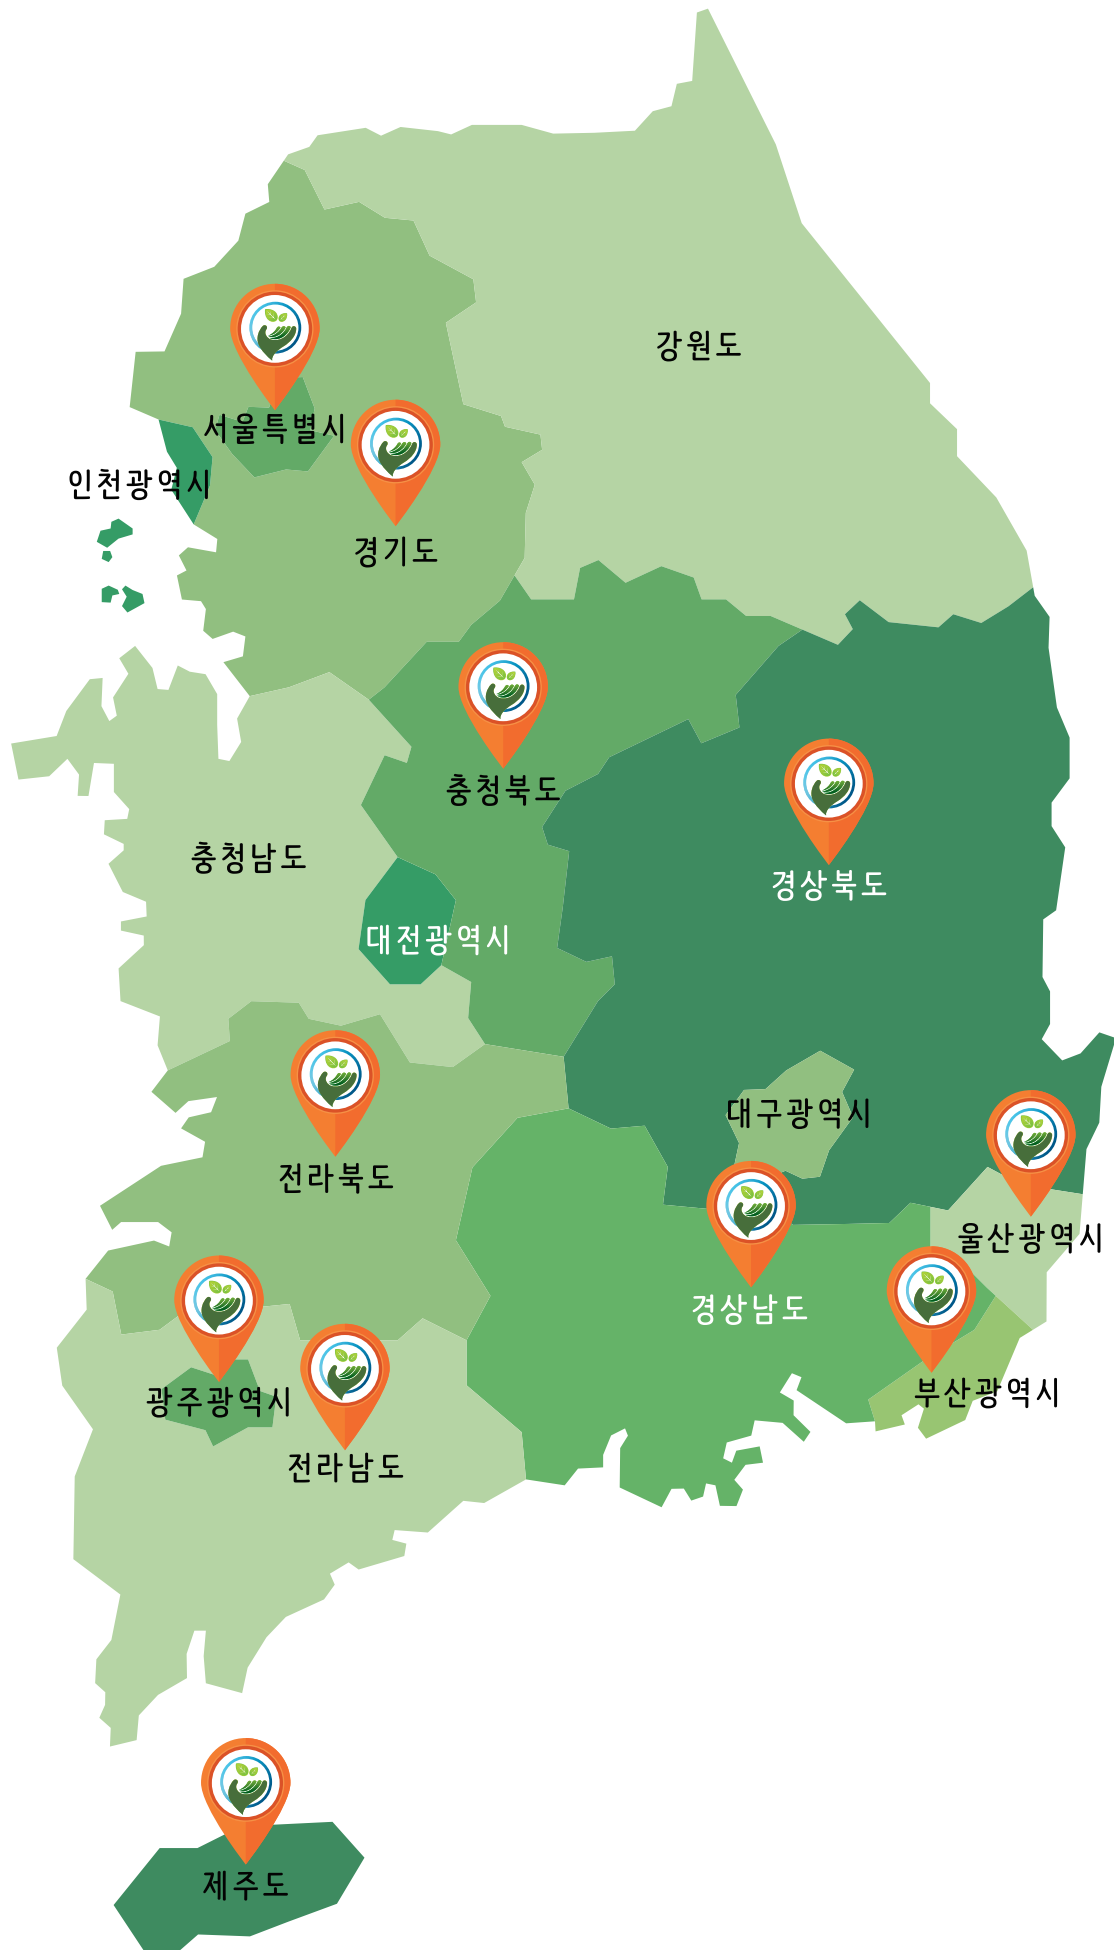 강원도
서울특별시
인천광역시
경기도
충청북도
충청남도
경상북도
대전광역시
대구광역시
전라북도
울산광역시
경상남도
부산광역시
광주광역시
전라남도
제주도